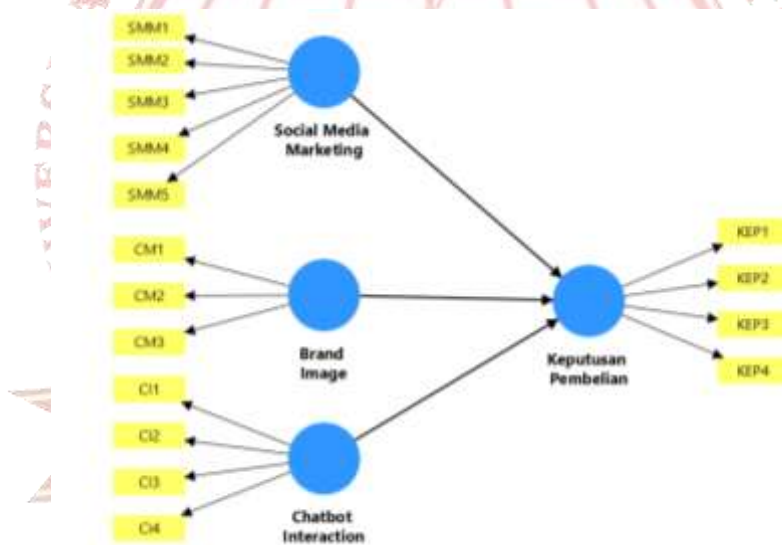 SMM1
SMM2
SMM3
SMM4
SMM5
Social Media
Marketing
CM1
CM2
CM3
Brand
Image
CI1
CI2
CI3
CI4
Chatbot
Interaction
KEP1
KEP2
KEP3
KEP4
Keputusan
Pembelian